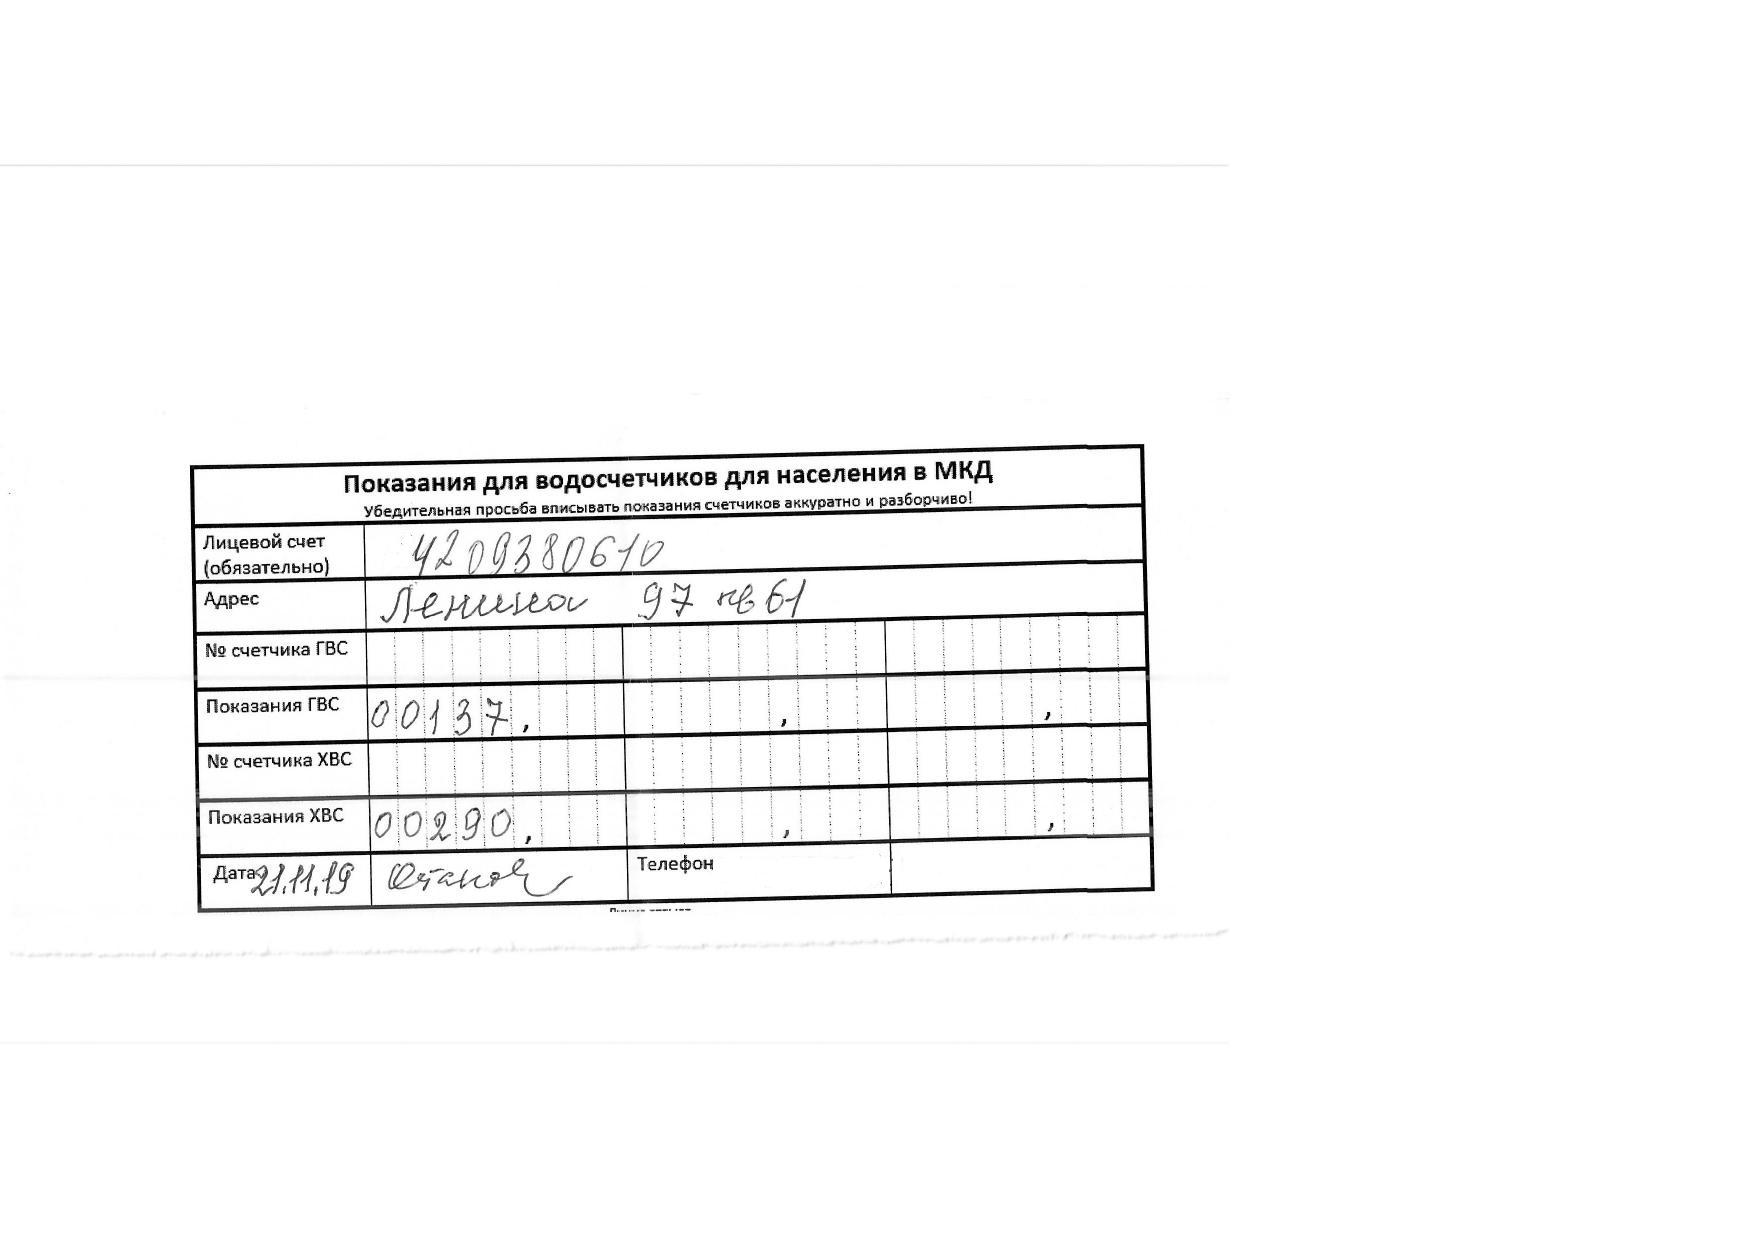 Показания для водосчетчиков для населения в МКД
Убедительная просьба вписывать показания счетчиков аккуратно и разборчиво!
Лицевой счет (обязательно) 4209380610
Адрес Ленина 97 кв 61
№ счетчика ГВС
Показания ГВС 00137, , ,
№ счетчика ХВС
Показания ХВС 00290, , ,
Дата 21.11.19 Телефон